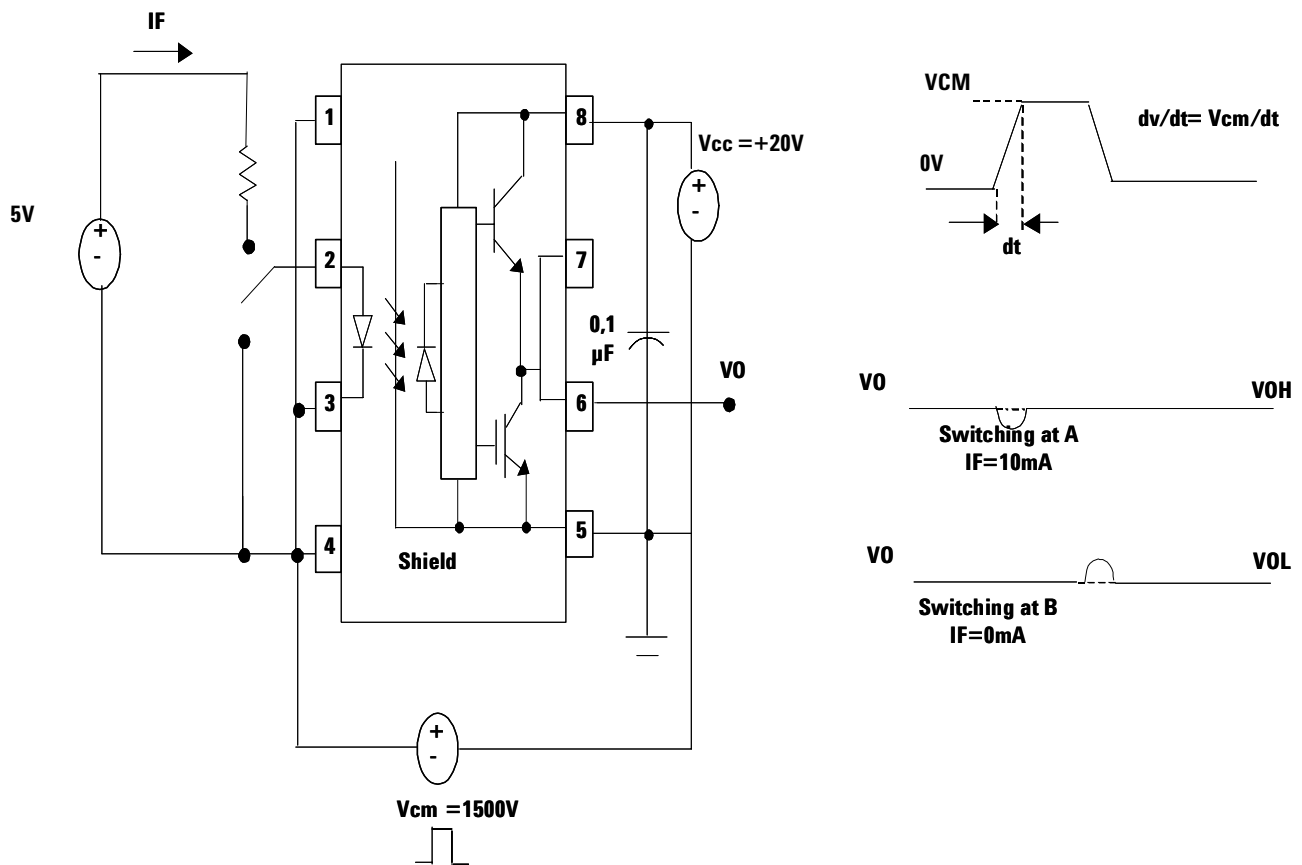 IF
5V
1
2
3
4
8
7
6
5
Shield
Vcc =+20V
+
-
+
-
0,1
µF
VO
+
-
Vcm =1500V
VCM
0V
dv/dt= Vcm/dt
dt
VO
VOH
Switching at A
IF=10mA
VO
VOL
Switching at B
IF=0mA